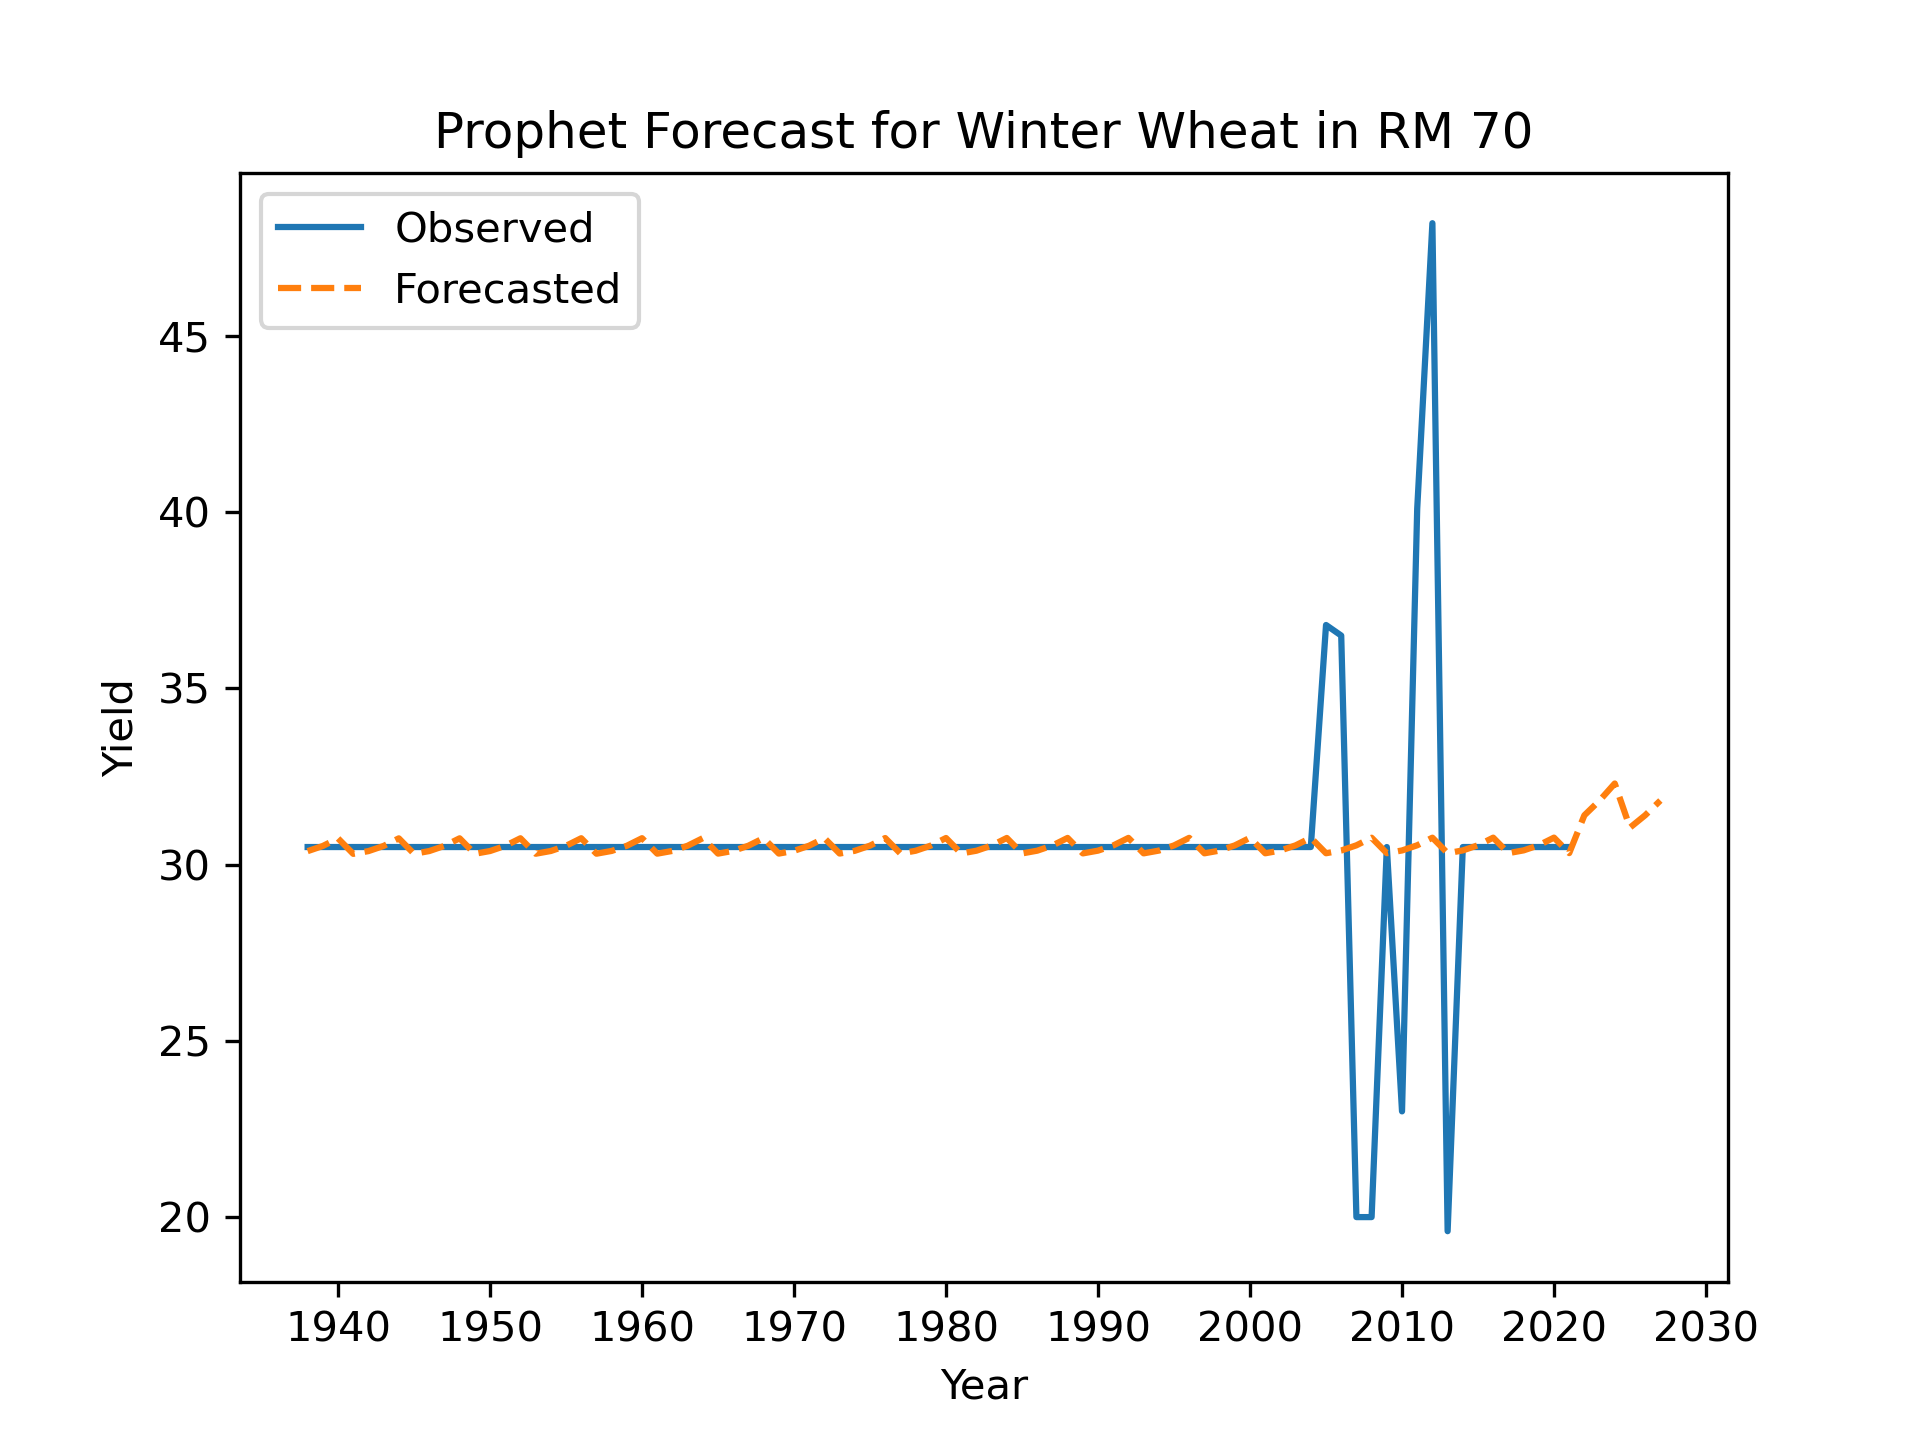 Prophet Forecast for Winter Wheat in RM 70
Observed
Forecasted
45
40
35
30
25
20
Yield
1940 1950 1960 1970 1980 1990 2000 2010 2020 2030
Year